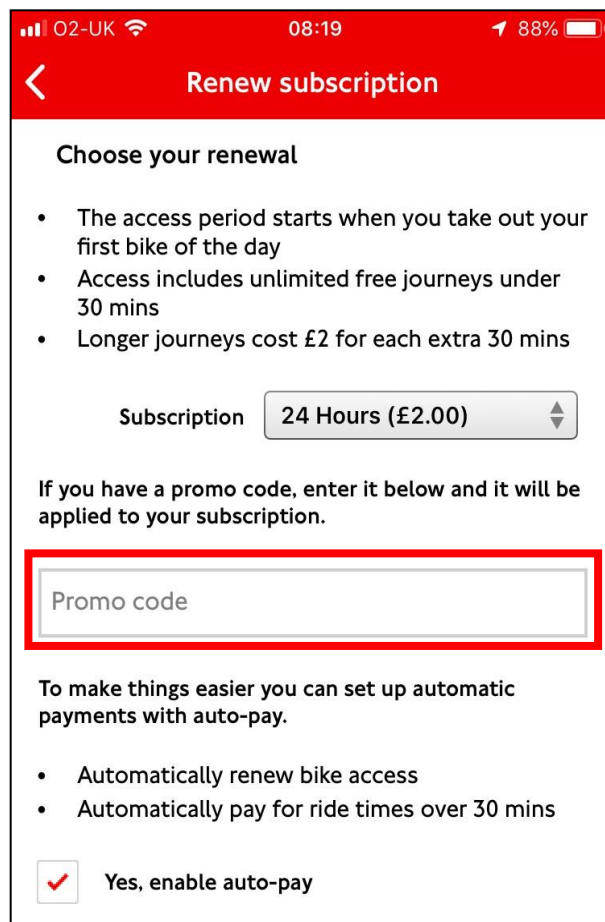 O2-UK 08:19 88%
Renew subscription
Choose your renewal
• The access period starts when you take out your
first bike of the day
• Access includes unlimited free journeys under
30 mins
• Longer journeys cost £2 for each extra 30 mins
Subscription 24 Hours (£2.00)
If you have a promo code, enter it below and it will be
applied to your subscription.
Promo code
To make things easier you can set up automatic
payments with auto-pay.
• Automatically renew bike access
• Automatically pay for ride times over 30 mins
Yes, enable auto-pay